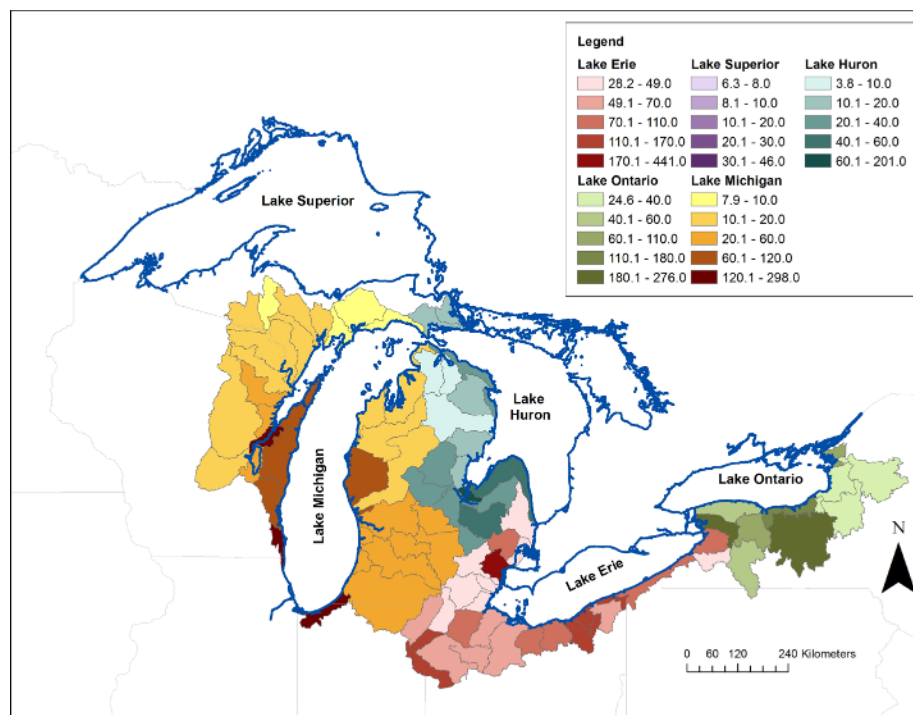 Legend
Lake Erie
28.2 - 49.0
49.1 - 70.0
70.1 - 110.0
110.1 - 170.0
170.1 - 441.0
Lake Superior
6.3 - 8.0
8.1 - 10.0
10.1 - 20.0
20.1 - 30.0
30.1 - 46.0
Lake Huron
3.8 - 10.0
10.1 - 20.0
20.1 - 40.0
40.1 - 60.0
60.1 - 201.0
Lake Ontario
24.6 - 40.0
40.1 - 60.0
60.1 - 110.0
110.1 - 180.0
180.1 - 276.0
Lake Michigan
7.9 - 10.0
10.1 - 20.0
20.1 - 60.0
60.1 - 120.0
120.1 - 298.0
Lake Superior
Lake
Huron
Lake Michigan
Lake Ontario
Lake Erie
N
0 60 120 240 Kilometers